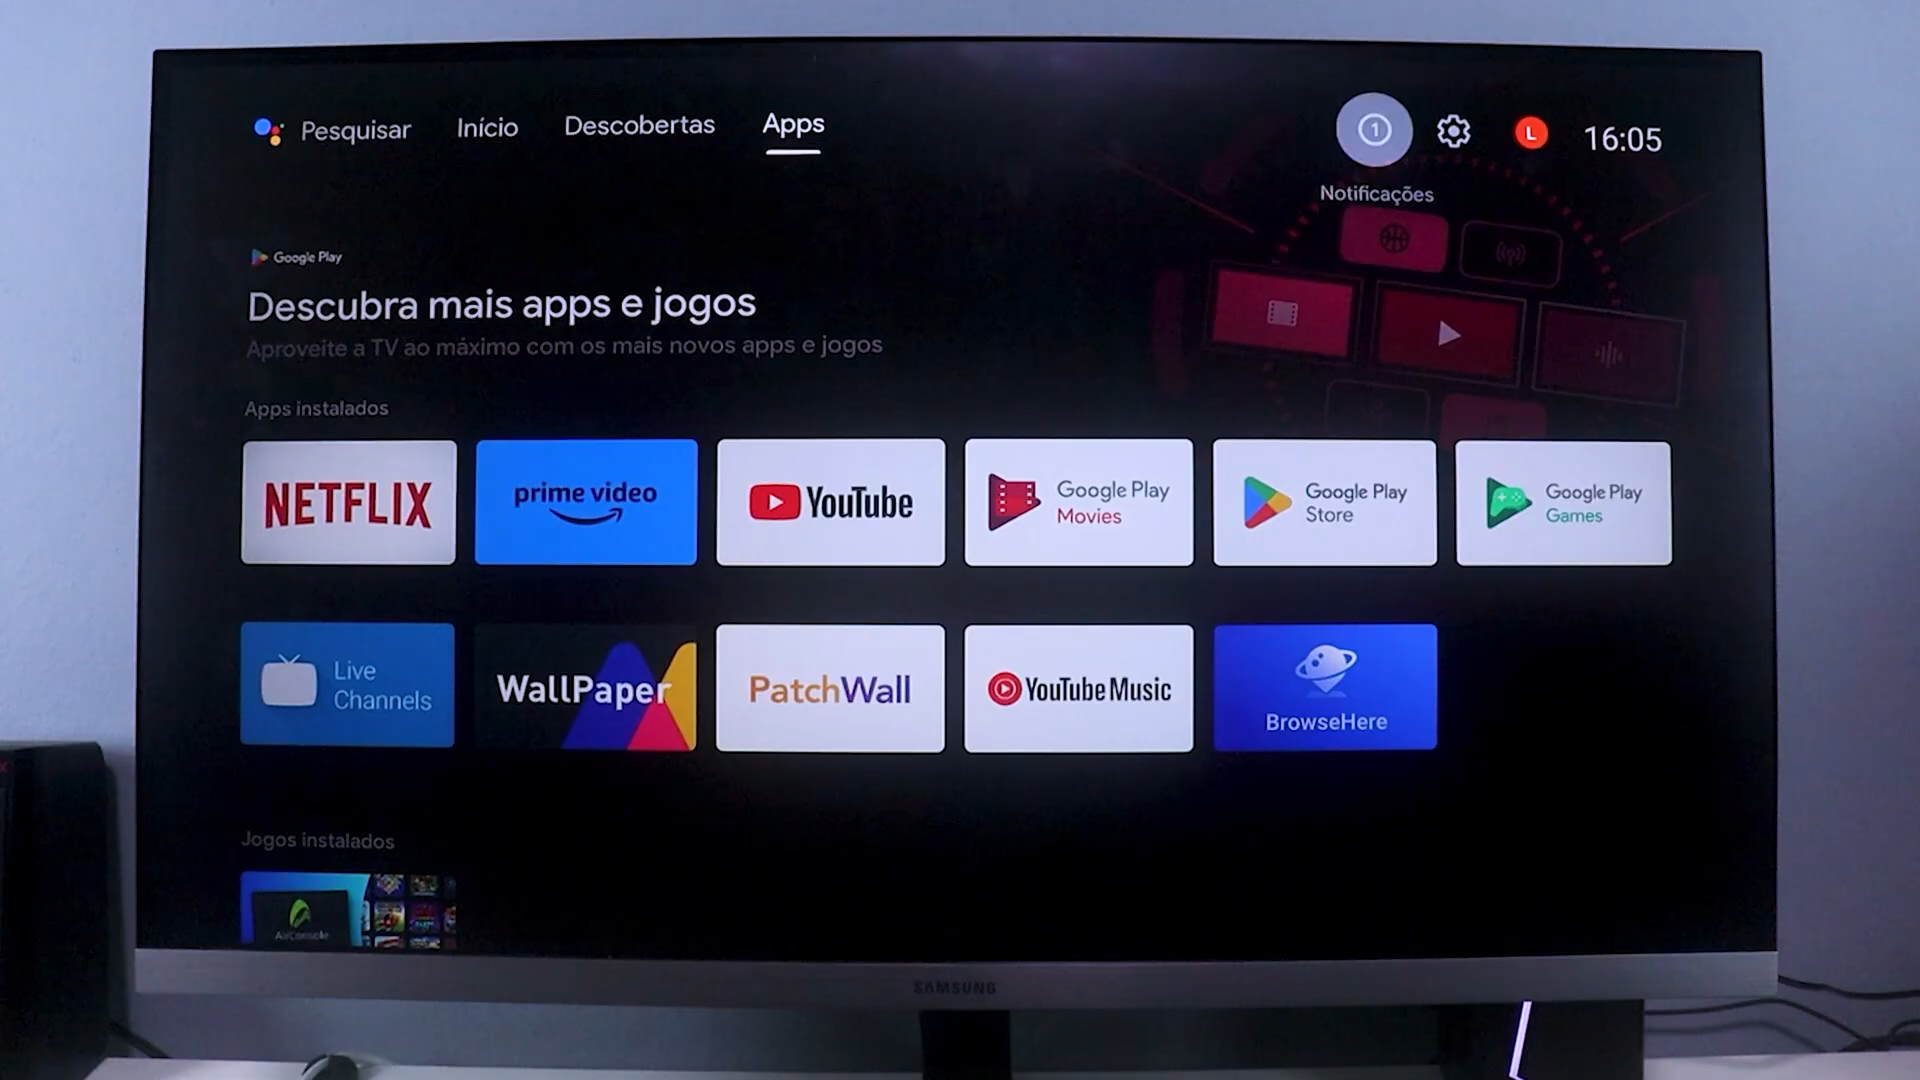 Pesquisar Início Descobertas Apps
1
L
16:05
Notificações
Google Play
Descubra mais apps e jogos
Aproveite a TV ao máximo com os mais novos apps e jogos
Apps instalados
NETFLIX
prime video
YouTube
Google Play
Movies
Google Play
Store
Google Play
Games
Live
Channels
WallPaper
PatchWall
YouTube Music
BrowseHere
Jogos instalados
AirConsole
SAMSUNG